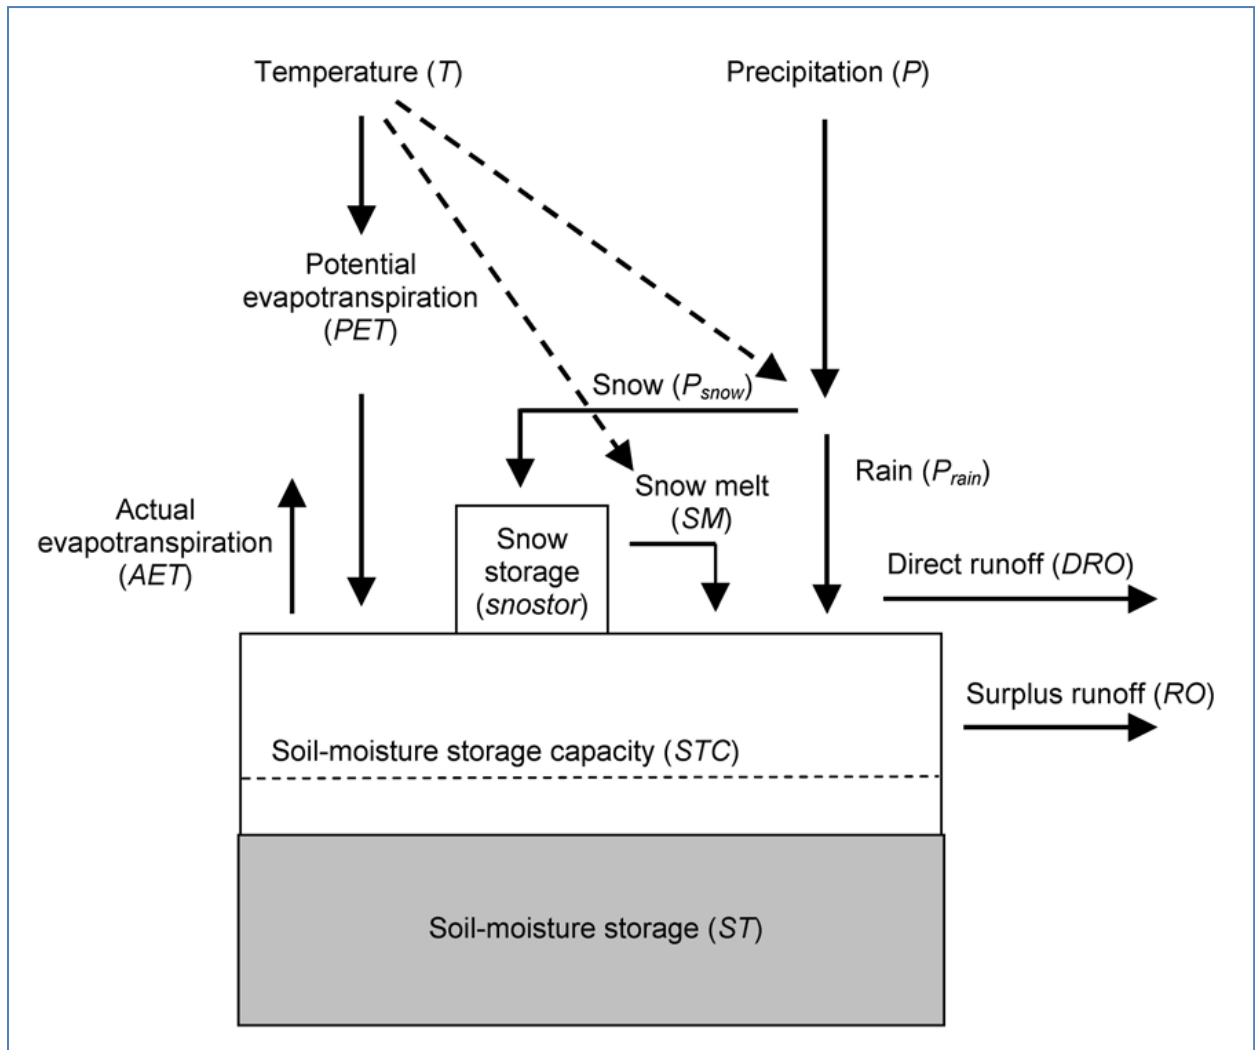 Temperature (T)
Precipitation (P)
Potential
evapotranspiration
(PET)
Snow (Psnow)
Rain (Prain)
Snow melt
(SM)
Actual
evapotranspiration
(AET)
Snow
storage
(snostor)
Direct runoff (DRO)
Surplus runoff (RO)
Soil-moisture storage capacity (STC)
Soil-moisture storage (ST)